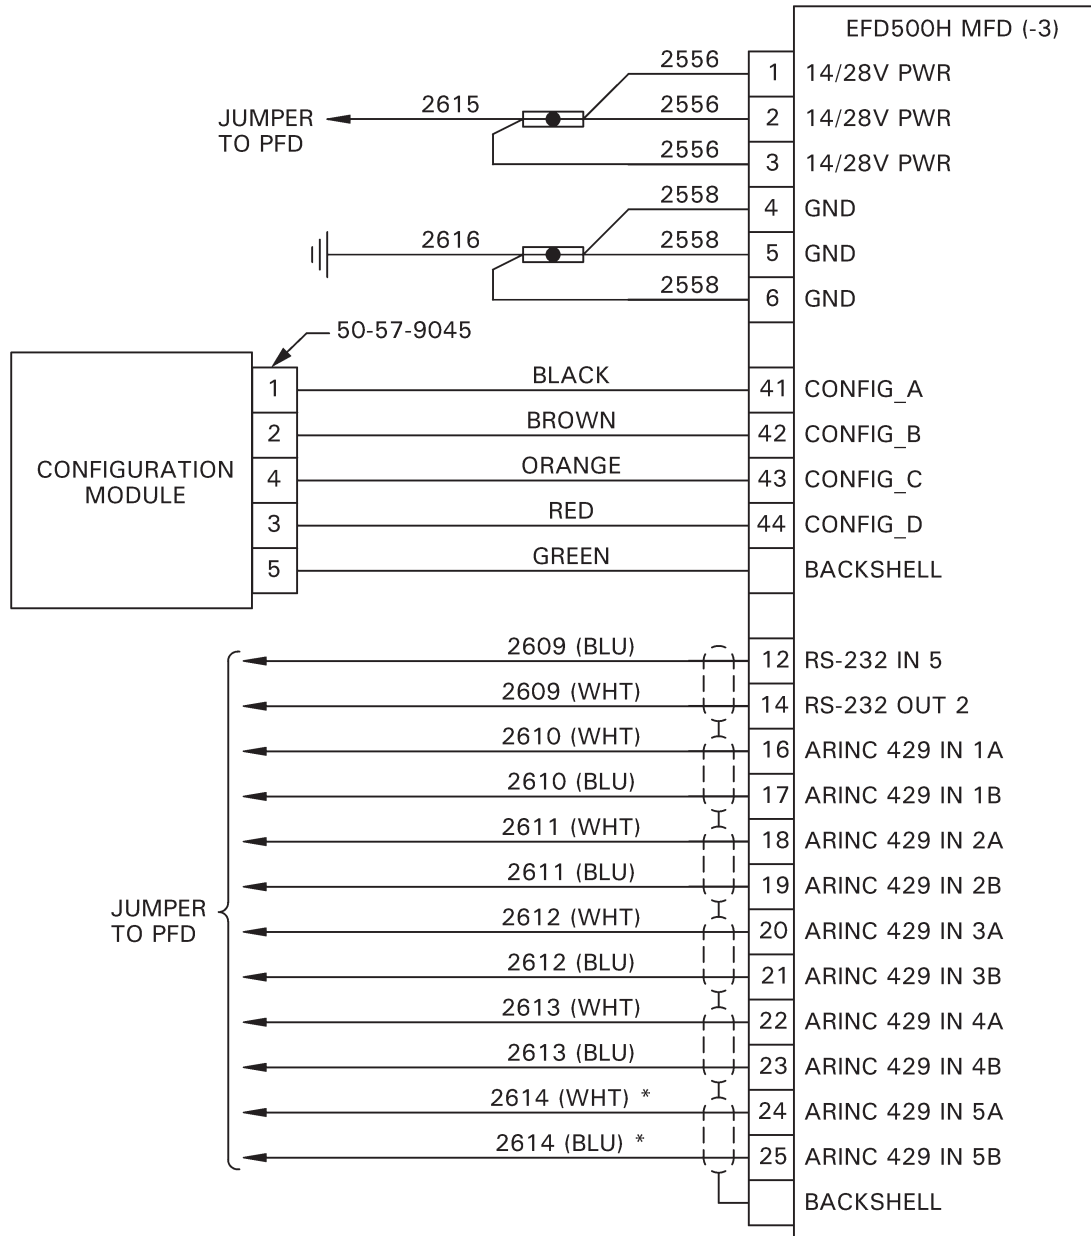 EFD500H MFD (-3)
2556
1 14/28V PWR
JUMPER
TO PFD
2615
2556
2 14/28V PWR
2556
3 14/28V PWR
2558
4 GND
2616
2558
5 GND
2558
6 GND
50-57-9045
CONFIGURATION
MODULE
1 BLACK 41 CONFIG_A
2 BROWN 42 CONFIG_B
4 ORANGE 43 CONFIG_C
3 RED 44 CONFIG_D
5 GREEN BACKSHELL
JUMPER
TO PFD
2609 (BLU) 12 RS-232 IN 5
2609 (WHT) 14 RS-232 OUT 2
2610 (WHT) 16 ARINC 429 IN 1A
2610 (BLU) 17 ARINC 429 IN 1B
2611 (WHT) 18 ARINC 429 IN 2A
2611 (BLU) 19 ARINC 429 IN 2B
2612 (WHT) 20 ARINC 429 IN 3A
2612 (BLU) 21 ARINC 429 IN 3B
2613 (WHT) 22 ARINC 429 IN 4A
2613 (BLU) 23 ARINC 429 IN 4B
2614 (WHT) * 24 ARINC 429 IN 5A
2614 (BLU) * 25 ARINC 429 IN 5B
BACKSHELL